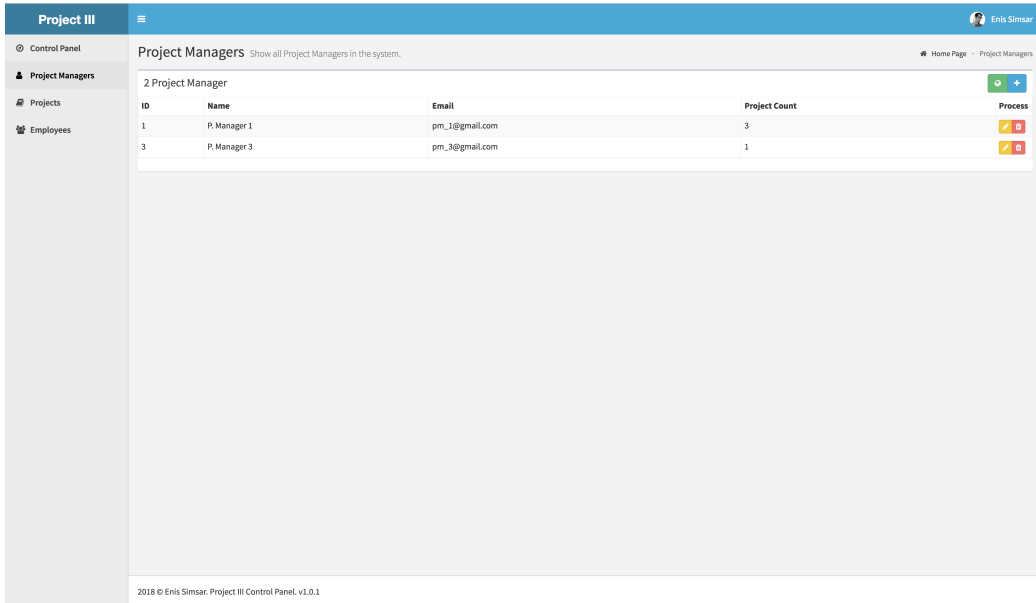 Project III
Enis Simsar
Control Panel
Project Managers
Projects
Employees
Project Managers Show all Project Managers in the system.
Home Page > Project Managers
2 Project Manager
ID Name Email Project Count Process
1 P. Manager 1 pm_1@gmail.com 3
3 P. Manager 3 pm_3@gmail.com 1
2018 © Enis Simsar. Project III Control Panel. v1.0.1